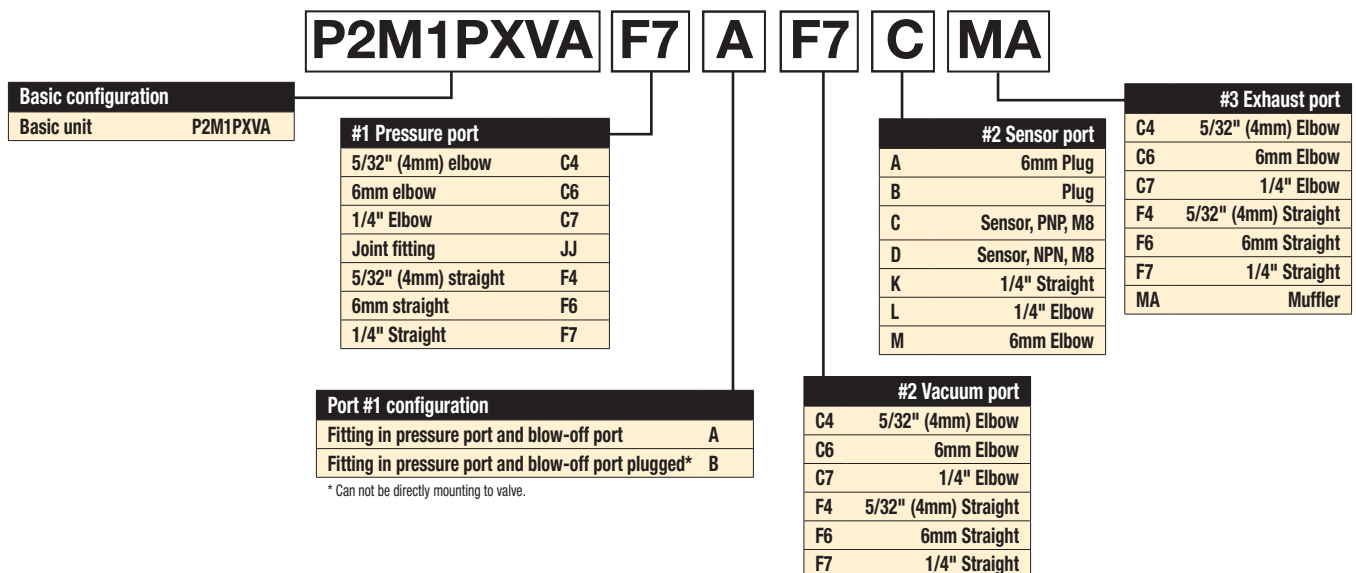 P2M1PXVA F7 A F7 C MA
Basic configuration
Basic unit P2M1PXVA
#1 Pressure port
5/32" (4mm) elbow C4
6mm elbow C6
1/4" Elbow C7
Joint fitting JJ
5/32" (4mm) straight F4
6mm straight F6
1/4" Straight F7
Port #1 configuration
Fitting in pressure port and blow-off port A
Fitting in pressure port and blow-off port plugged* B
* Can not be directly mounting to valve.
#2 Vacuum port
C4 5/32" (4mm) Elbow
C6 6mm Elbow
C7 1/4" Elbow
F4 5/32" (4mm) Straight
F6 6mm Straight
F7 1/4" Straight
#2 Sensor port
A 6mm Plug
B Plug
C Sensor, PNP, M8
D Sensor, NPN, M8
K 1/4" Straight
L 1/4" Elbow
M 6mm Elbow
#3 Exhaust port
C4 5/32" (4mm) Elbow
C6 6mm Elbow
C7 1/4" Elbow
F4 5/32" (4mm) Straight
F6 6mm Straight
F7 1/4" Straight
MA Muffler